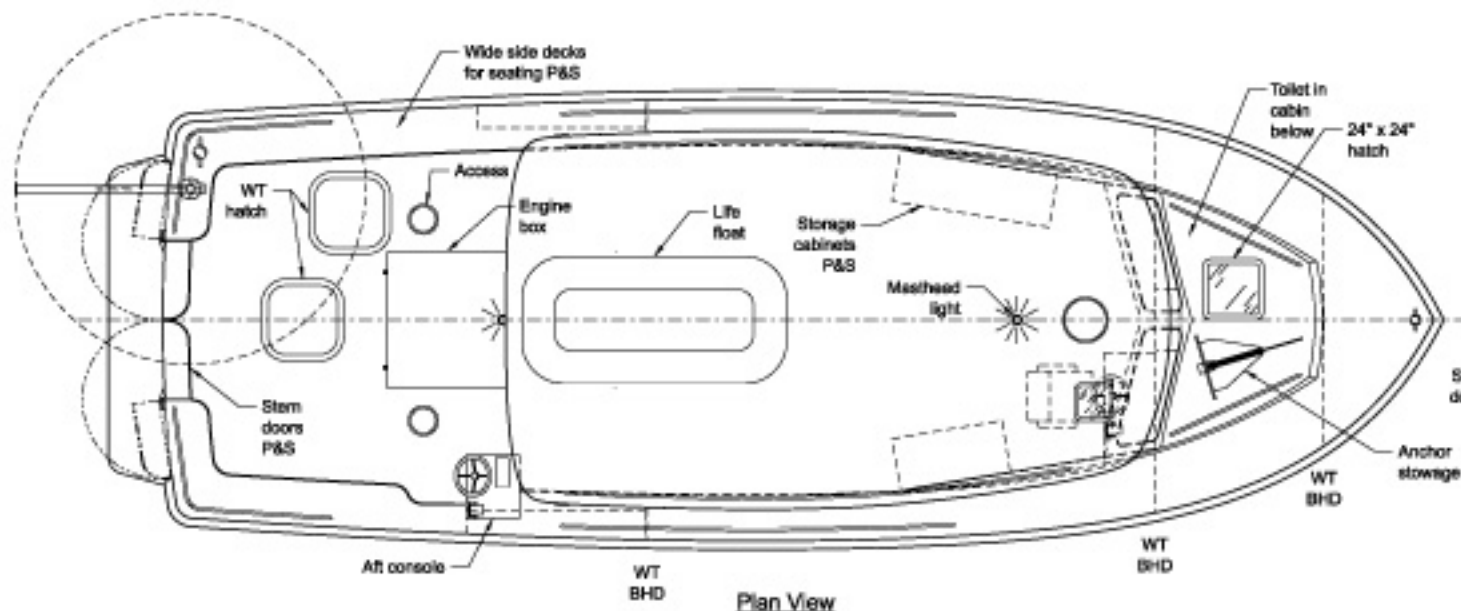 Wide side decks
for seating P&S
Toilet in
cabin
below
24" x 24"
hatch
WT
hatch
Access
Engine
box
Life
float
Storage
cabinets
P&S
Masthead
light
Stern
doors
P&S
Anchor
stowage
WT
BHD
Aft console
WT
BHD
WT
BHD
Plan View